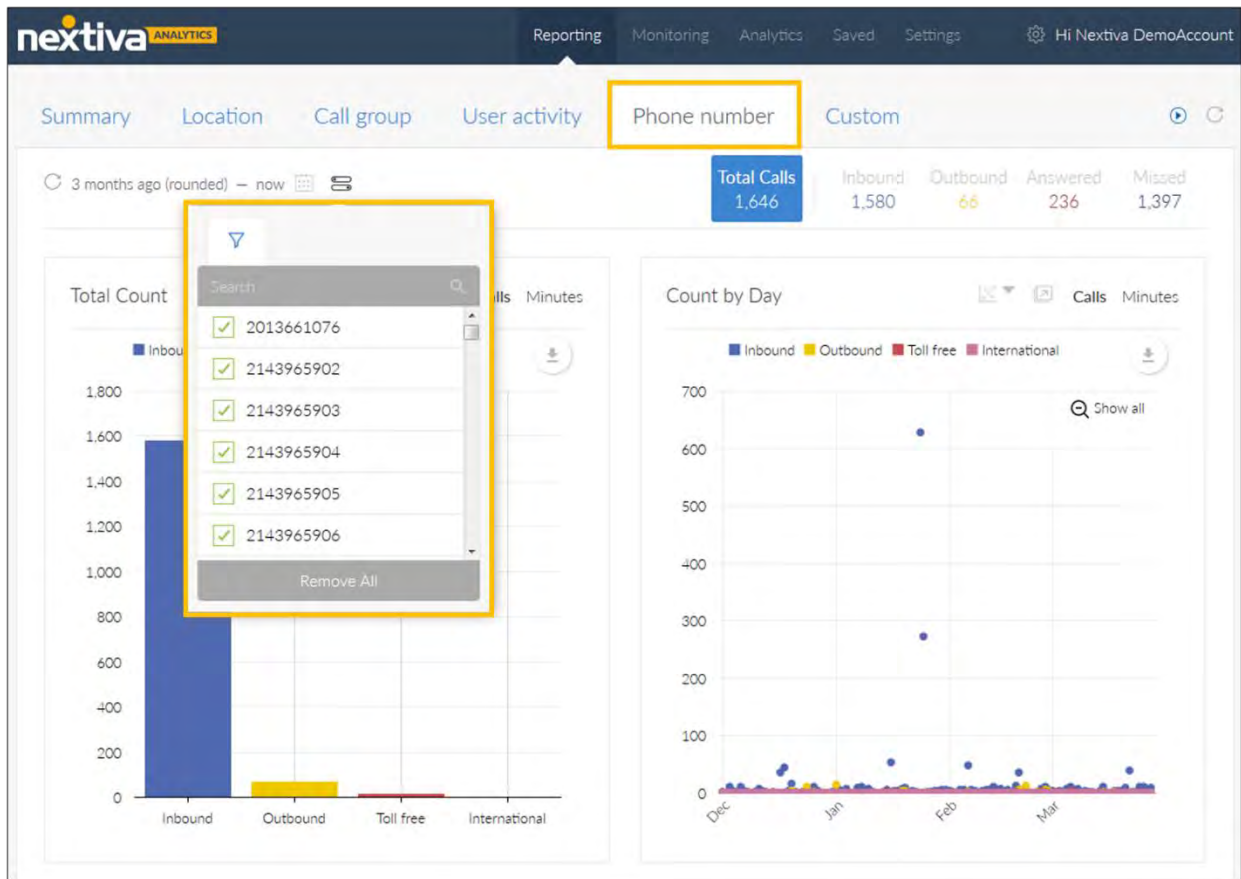 nextiva ANALYTICS
Reporting Monitoring Analytics Saved Settings Hi Nextiva DemoAccount
Summary Location Call group User activity Phone number Custom
3 months ago (rounded) – now
Total Calls Inbound Outbound Answered Missed
1,646 1,580 66 236 1,397
Search
2013661076
2143965902
2143965903
2143965904
2143965905
2143965906
Remove All
Total Count Minutes
1,800
1,600
1,400
1,200
1,000
800
600
400
200
0
Inbound Outbound Toll free International
Count by Day Calls Minutes
Inbound Outbound Toll free International
Show all
700
600
500
400
300
200
100
0
Dec Jan Feb Mar